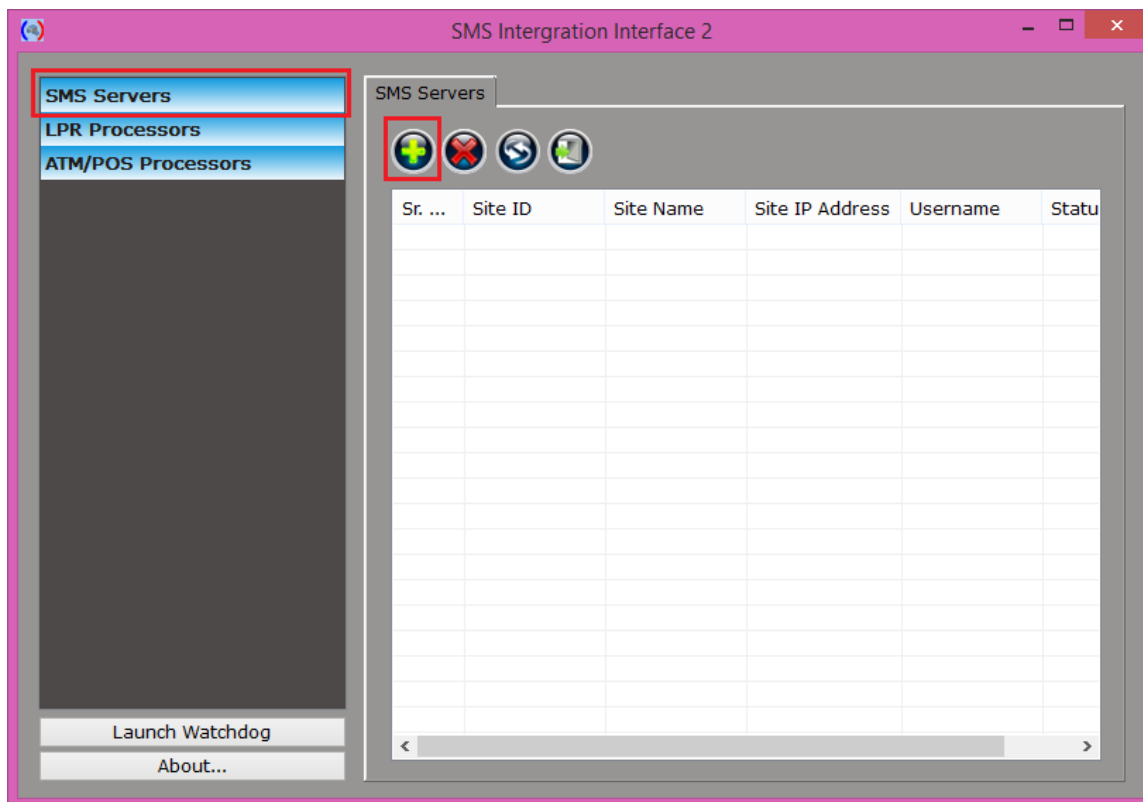 SMS Intergration Interface 2
SMS Servers
LPR Processors
ATM/POS Processors
Launch Watchdog
About...
SMS Servers
Sr. ... Site ID Site Name Site IP Address Username Statu